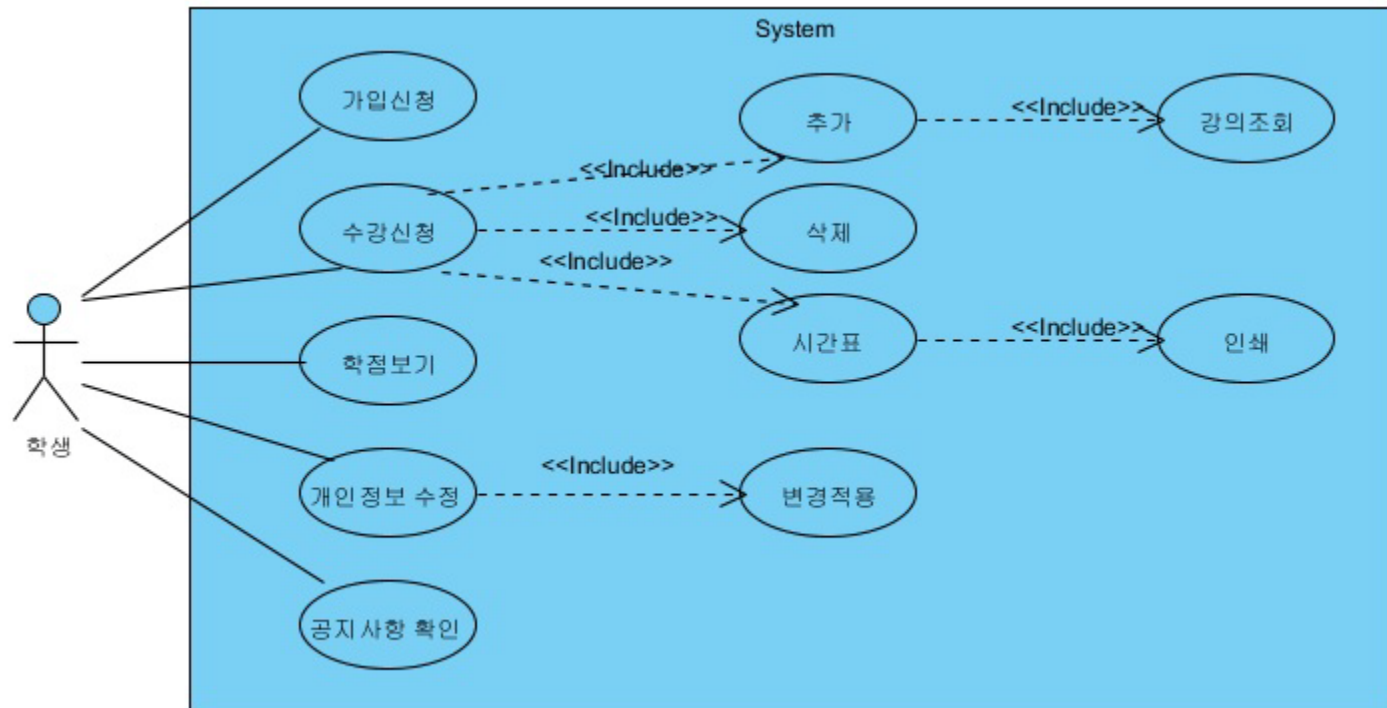 System
가입신청
추가
<<Include>>
강의조회
<<Include>>
수강신청
<<Include>>
삭제
<<Include>>
시간표
<<Include>>
인쇄
학점보기
학생
개인정보 수정
<<Include>>
변경적용
공지사항 확인